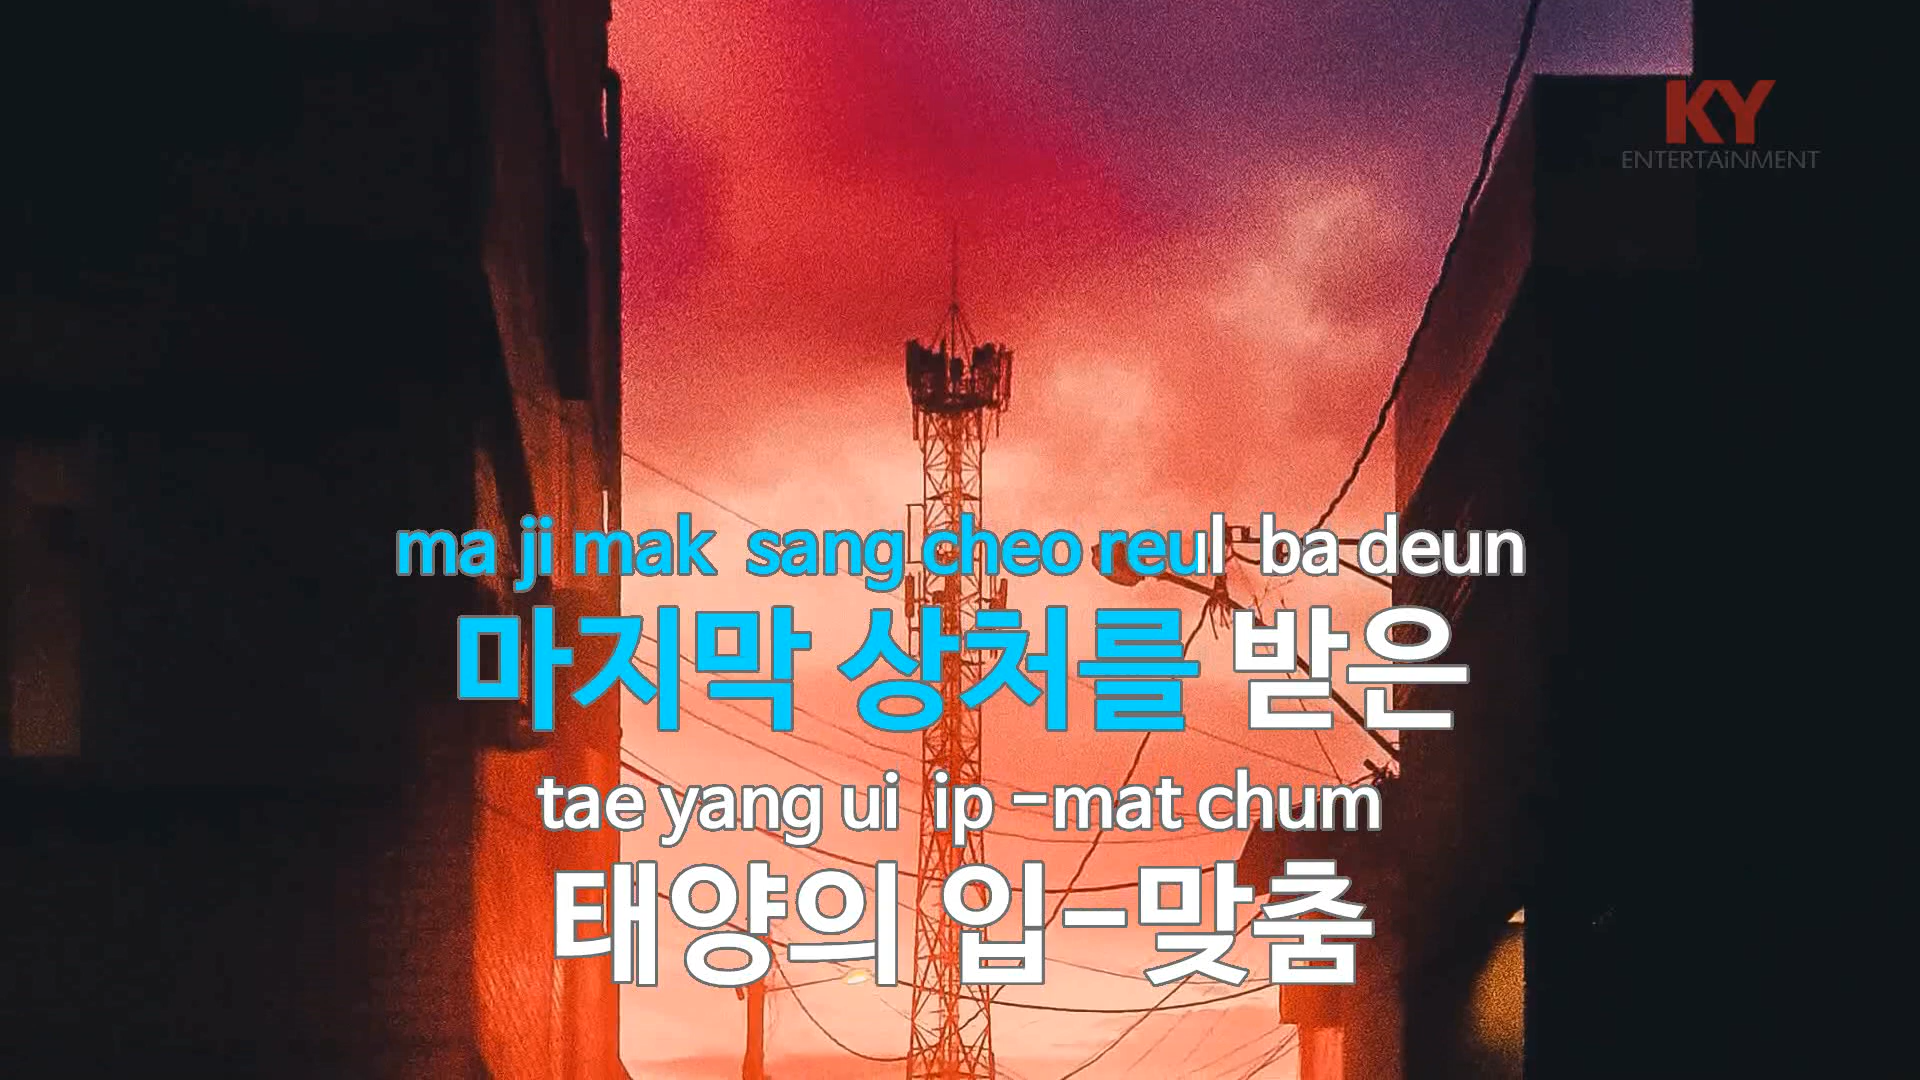 KY
ENTERTAiNMENT
ma ji mak sang cheo reul ba deun
마지막 상처를 받은
tae yang ui ip -mat chum
태양의 입-맞춤